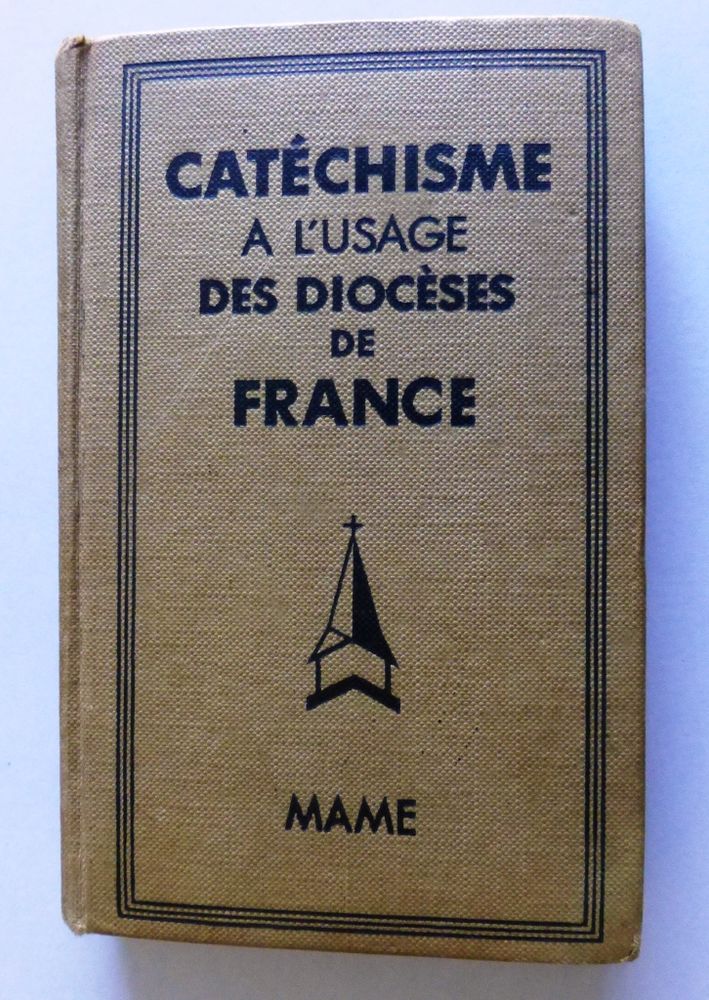 CATÉCHISME
A L'USAGE
DES DIOCÈSES
DE
FRANCE
MAME